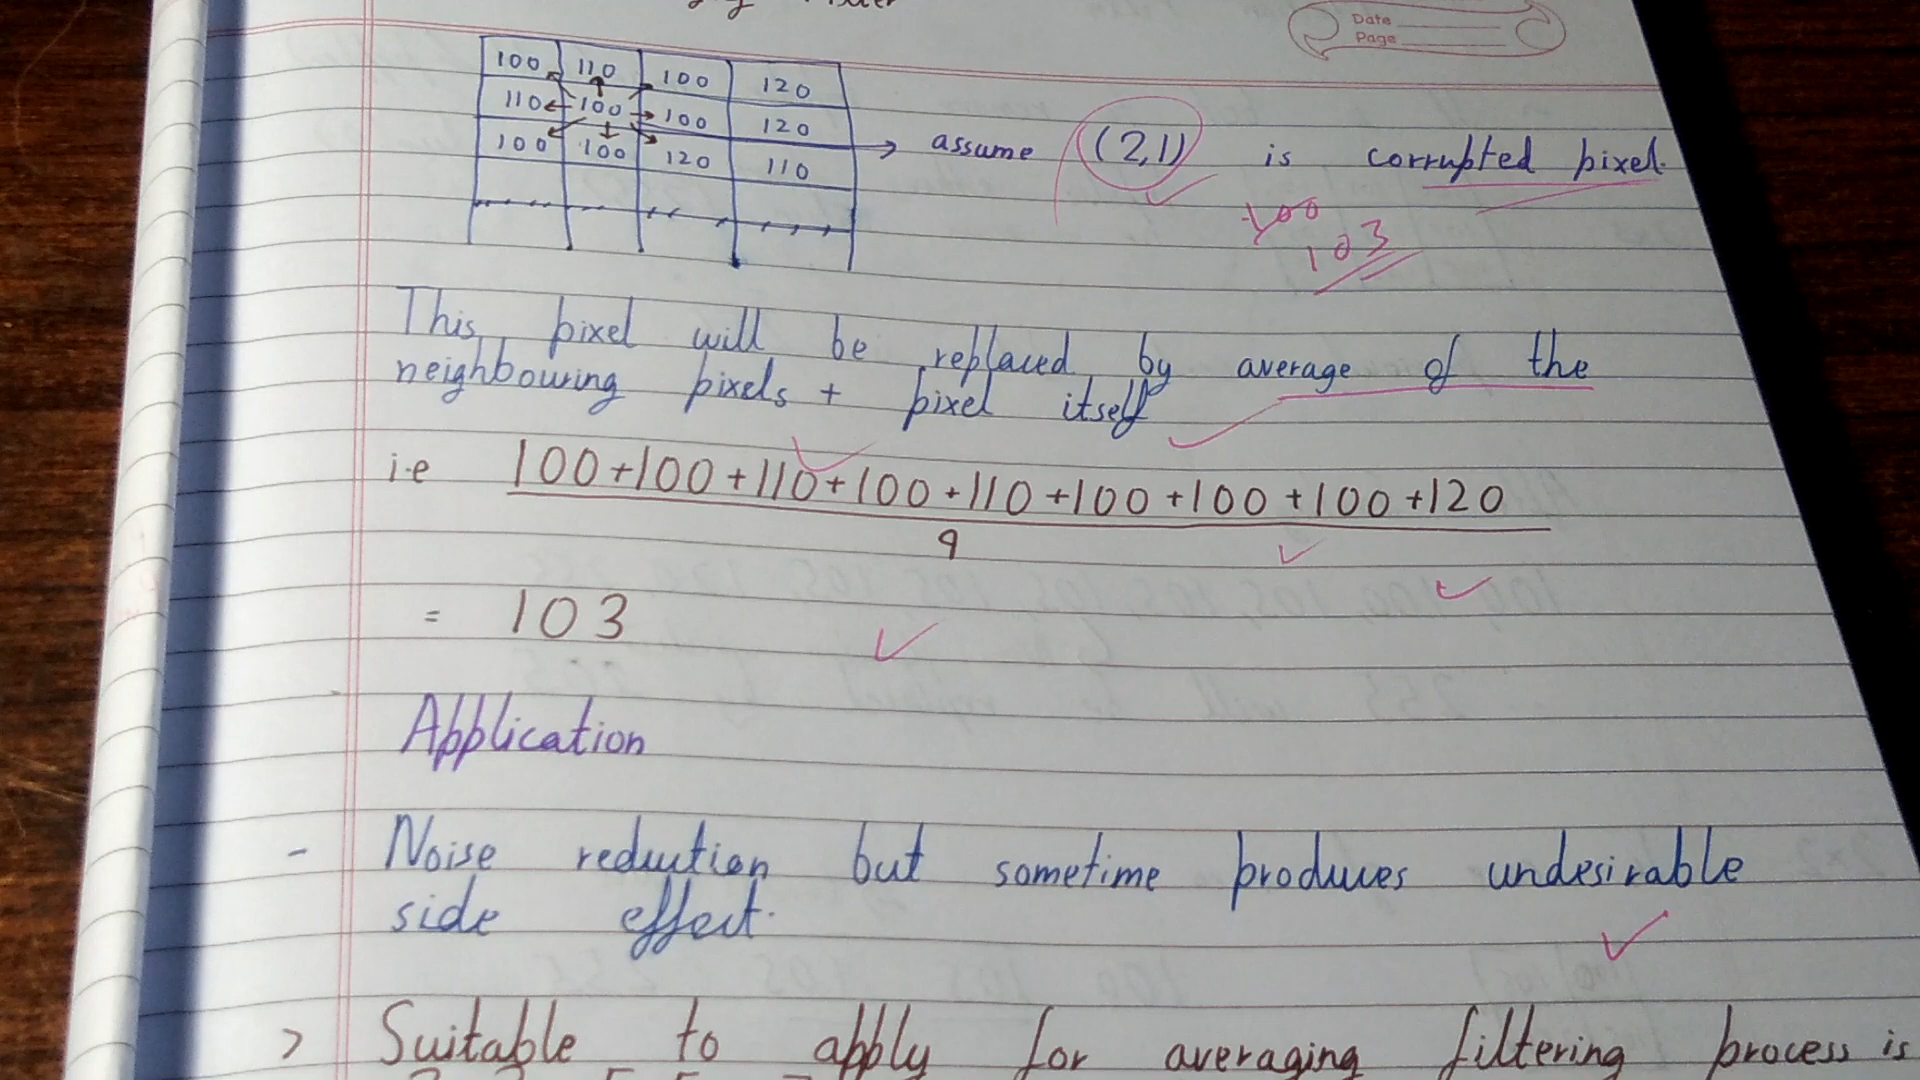 Date
Page
100 110 100 120
110 100 100 120
100 100 120 110
→ assume (2,1) is corrupted pixel.
100
103
This pixel will be replaced by average of the
neighbouring pixels + pixel itself
i.e 100+100+110+100+110+100+100+100+120
9
= 103
Application
- Noise reduction but sometime produces undesirable
side effect.
> Suitable to apply for averaging filtering process is